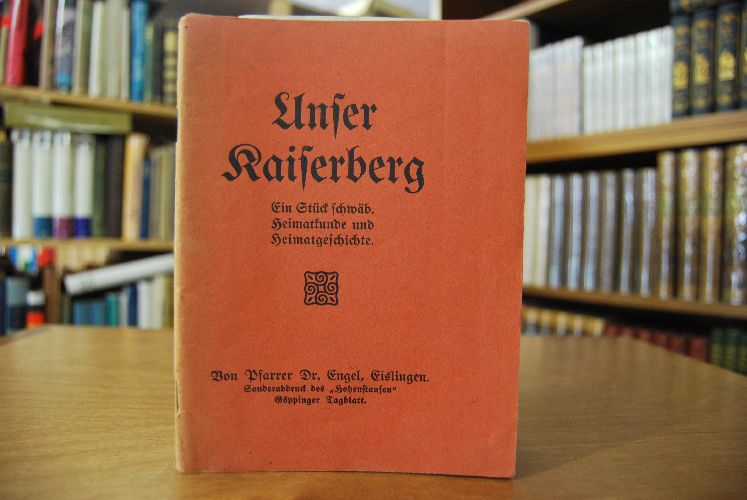 Unser
Kaiserberg
Ein Stück schwäb.
Heimatkunde und
Heimatgeschichte.
Von Pfarrer Dr. Engel, Eislingen.
Sonderabdruck des „Hohenstaufen“
Göppinger Tagblatt.